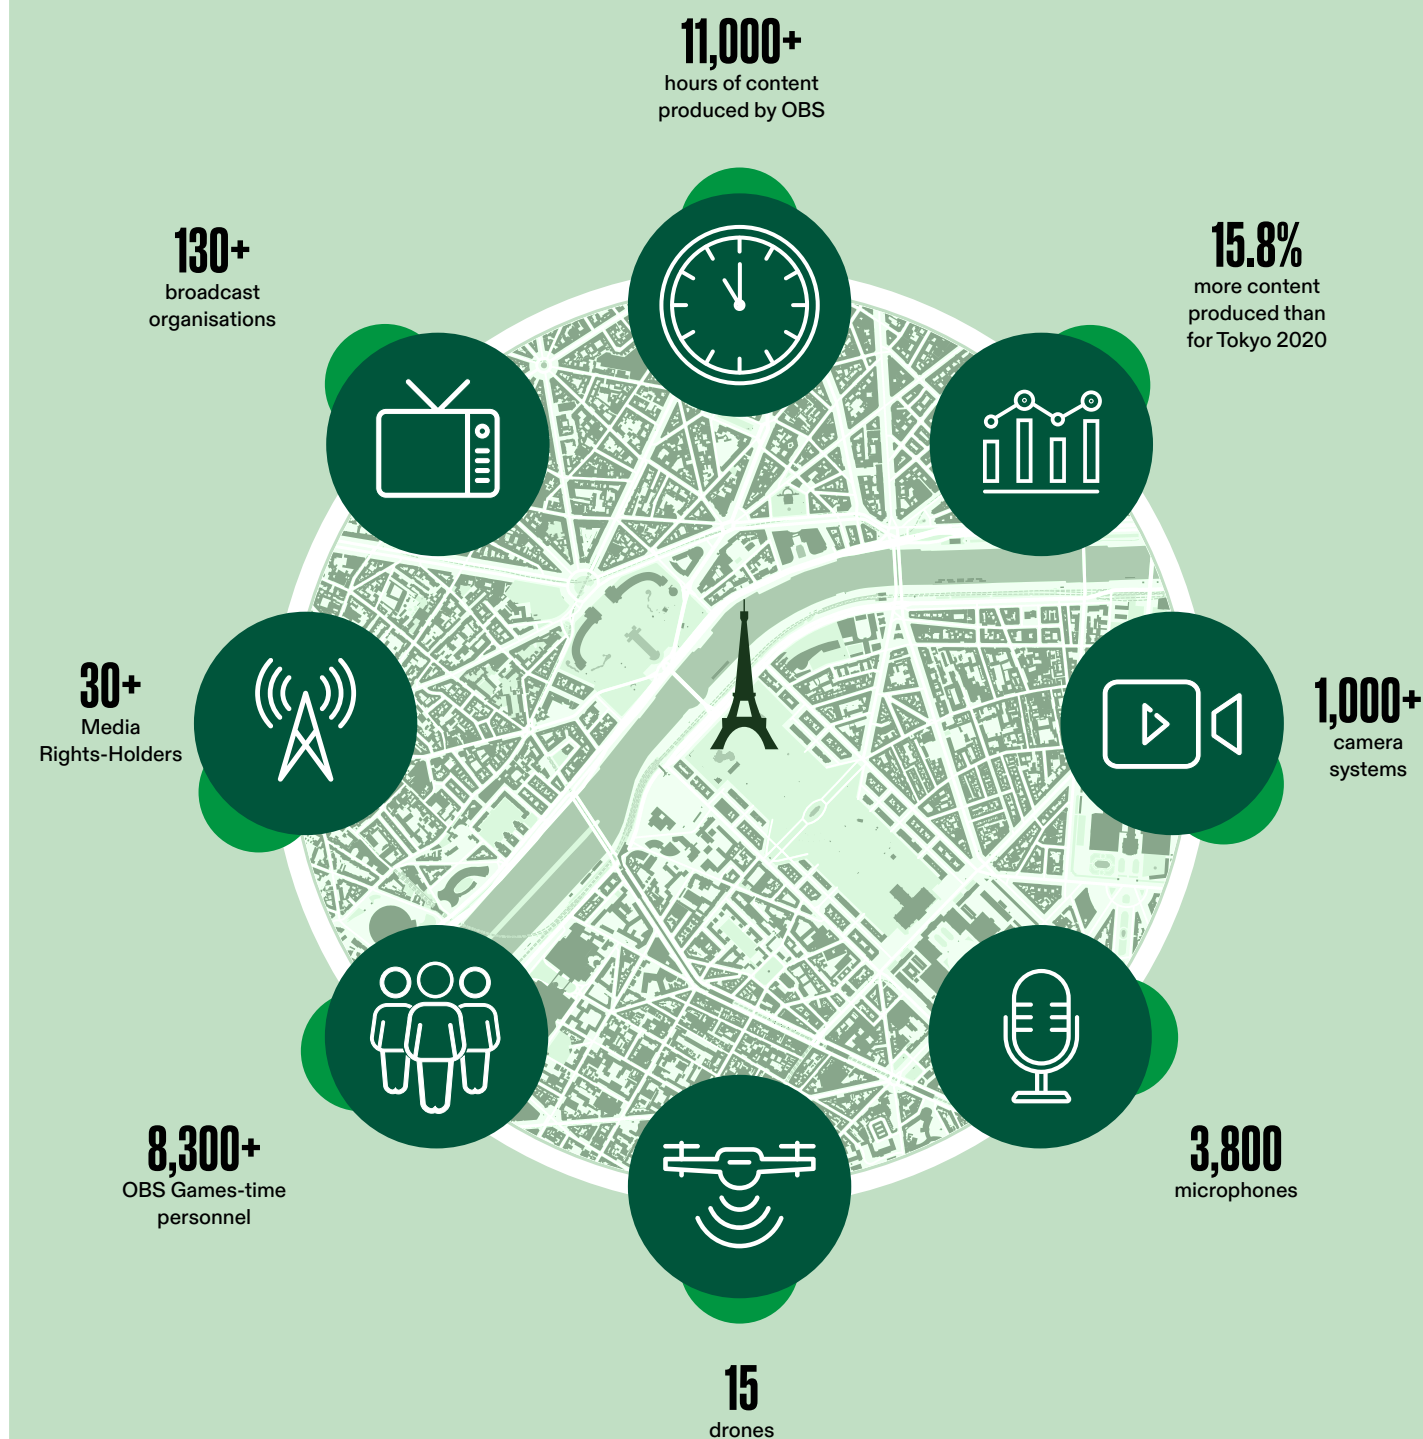 11,000+
hours of content
produced by OBS
130+
broadcast
organisations
15.8%
more content
produced than
for Tokyo 2020
30+
Media
Rights-Holders
1,000+
camera
systems
8,300+
OBS Games-time
personnel
3,800
microphones
15
drones